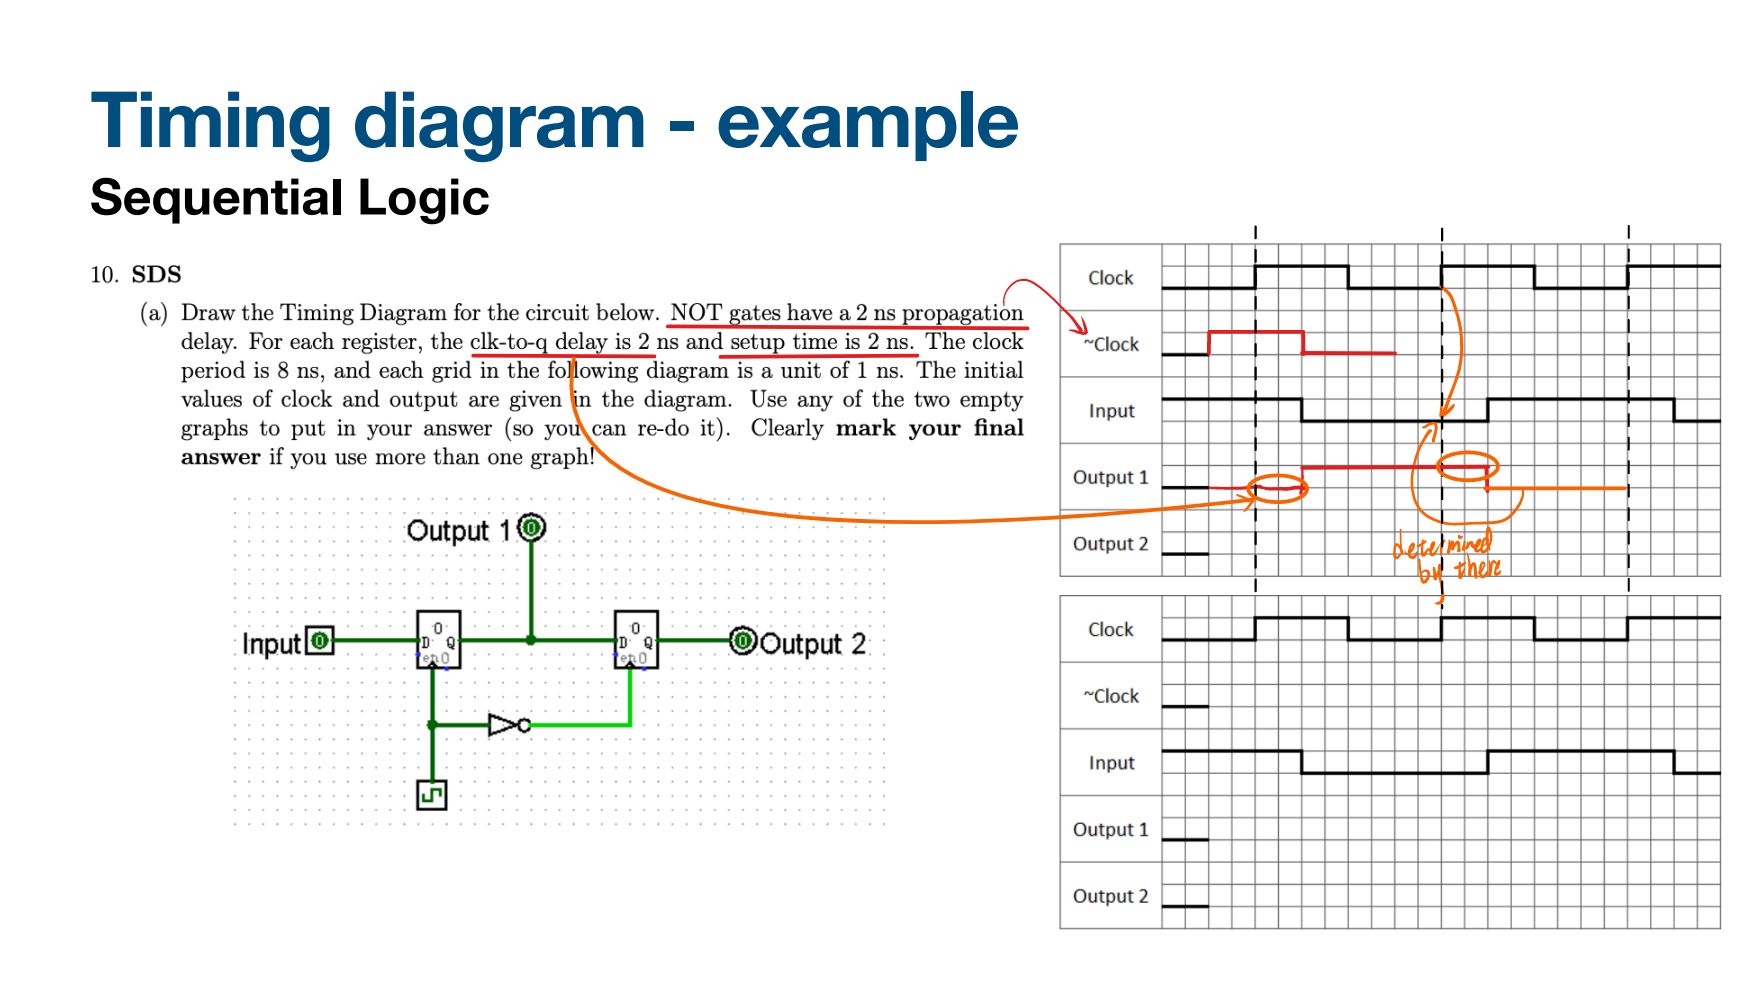 Timing diagram - example
Sequential Logic
10. SDS
(a) Draw the Timing Diagram for the circuit below. NOT gates have a 2 ns propagation
delay. For each register, the clk-to-q delay is 2 ns and setup time is 2 ns. The clock
period is 8 ns, and each grid in the following diagram is a unit of 1 ns. The initial
values of clock and output are given in the diagram. Use any of the two empty
graphs to put in your answer (so you can re-do it). Clearly mark your final
answer if you use more than one graph!
Output 1 0
Input 0
0
D Q
en 0
0
D Q
en 0
0 Output 2
Clock
~Clock
Input
Output 1
Output 2
determined
by there
Clock
~Clock
Input
Output 1
Output 2